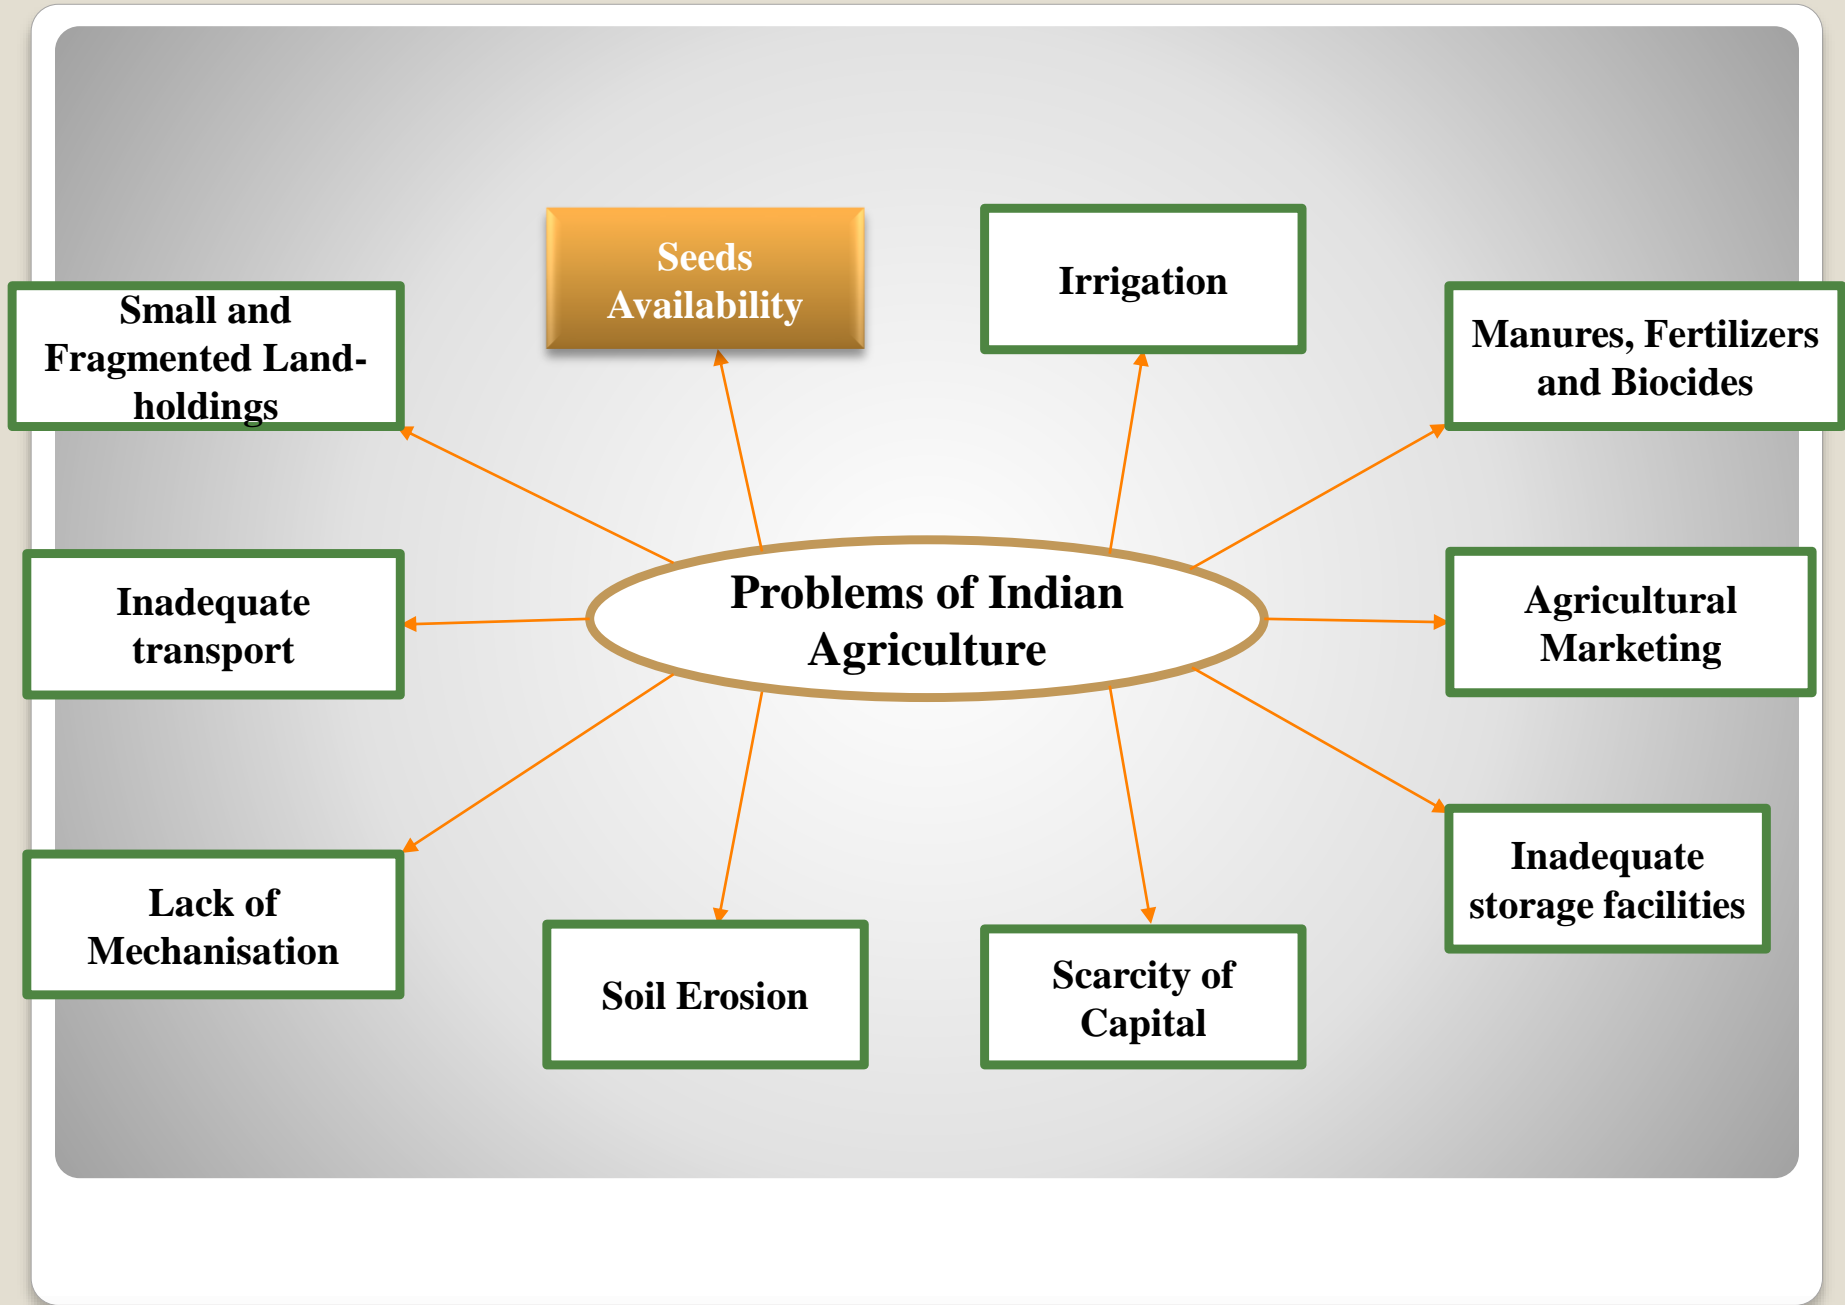 Seeds
Availability
Irrigation
Small and
Fragmented Land-
holdings
Manures, Fertilizers
and Biocides
Problems of Indian
Agriculture
Inadequate
transport
Agricultural
Marketing
Lack of
Mechanisation
Inadequate
storage facilities
Soil Erosion
Scarcity of
Capital